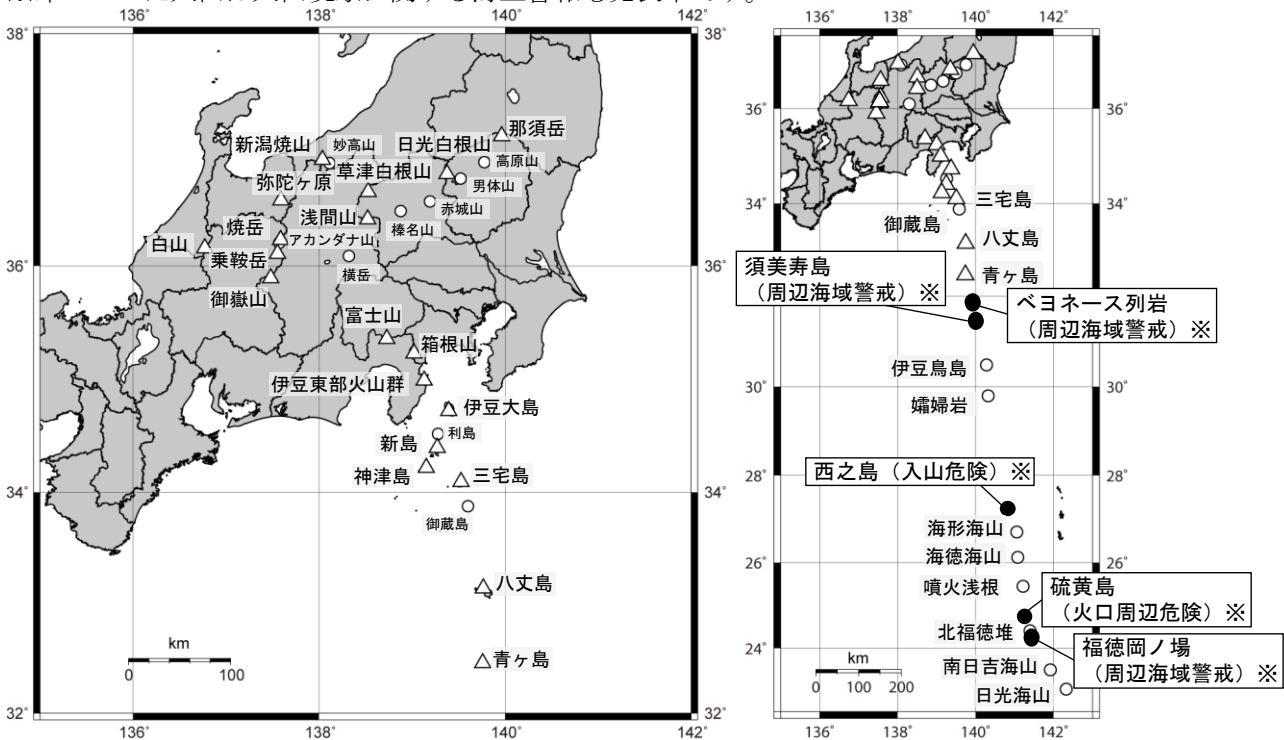 38°
36°
34°
32°
136°
138°
140°
142°
38°
36°
34°
32°
136°
138°
140°
142°
新潟焼山
妙高山
日光白根山
那須岳
高原山
弥陀ヶ原
草津白根山
男体山
焼岳
浅間山
赤城山
白山
アカンダナ山
榛名山
乗鞍岳
横岳
御嶽山
富士山
箱根山
伊豆東部火山群
伊豆大島
新島
利島
神津島
三宅島
御蔵島
八丈島
青ヶ島
km
0
100
136°
138°
140°
142°
36°
34°
30°
28°
26°
24°
136°
138°
140°
142°
三宅島
御蔵島
八丈島
須美寿島
(周辺海域警戒)※
青ヶ島
ベヨネース列岩
(周辺海域警戒)※
伊豆鳥島
孀婦岩
西之島(入山危険)※
海形海山
海徳海山
噴火浅根
硫黄島
(火口周辺危険)※
北福徳堆
福徳岡ノ場
(周辺海域警戒)※
南日吉海山
日光海山
km
0 100 200